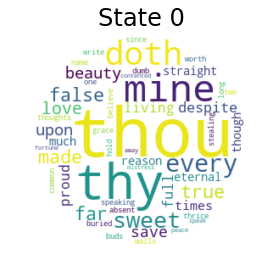 State 0
since
write
worth
name
doth
dumb
contented
straight
beauty
mine
thoughts
one
two
love
believe
long
false
living
despite
stealing
upon
thou
though
much
grace
hold
away
made
reason
every
fortune
thy
mistress
eternal
proud
full
true
common
speaking
far
absent
sweet
times
buried
save
thrice
speak
buds
peace
walls